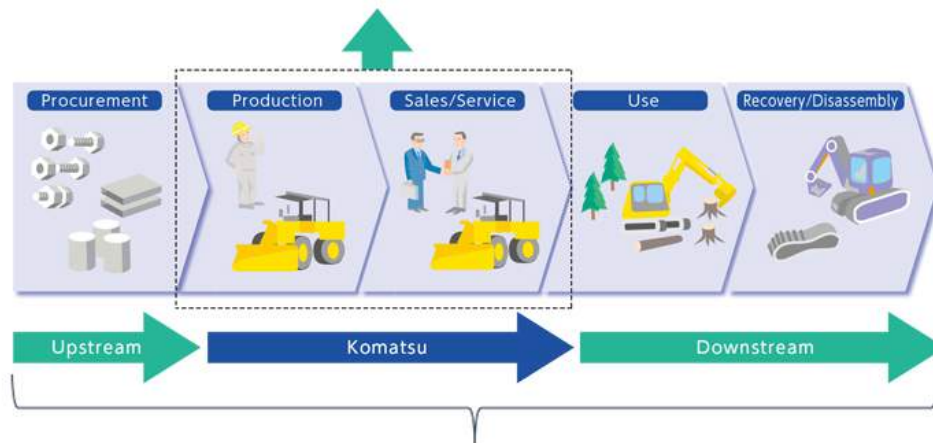 Procurement
Production
Sales/Service
Use
Recovery/Disassembly
Upstream
Komatsu
Downstream